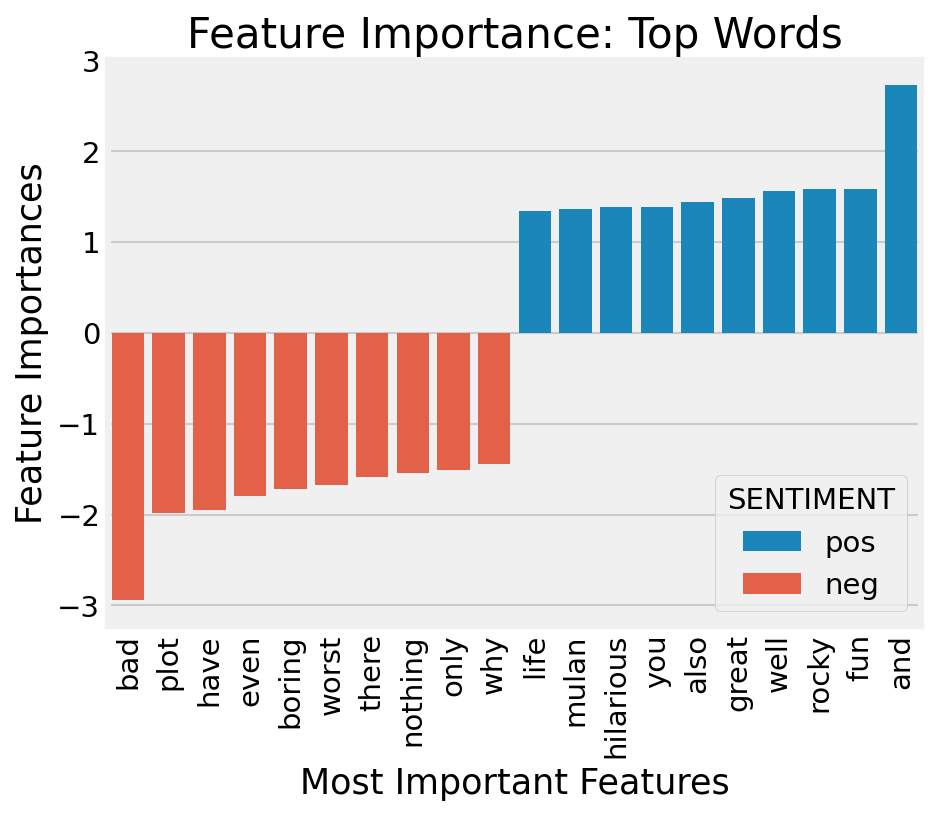 Feature Importance: Top Words
Feature Importances
3
2
1
0
−1
−2
−3
SENTIMENT
pos
neg
bad
plot
have
even
boring
worst
there
nothing
only
why
life
mulan
hilarious
you
also
great
well
rocky
fun
and
Most Important Features